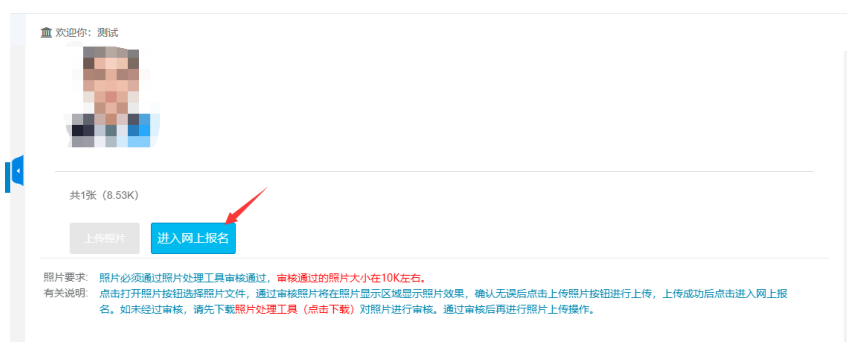 欢迎你：测试
共1张（8.53K）
上传照片 进入网上报名
照片要求: 照片必须通过照片处理工具审核通过，审核通过的照片大小在10K左右。
有关说明: 点击打开照片按钮选择照片文件，通过审核照片将在照片显示区域显示照片效果，确认无误后点击上传照片按钮进行上传，上传成功后点击进入网上报
名。如未经过审核，请先下载照片处理工具（点击下载）对照片进行审核。通过审核后再进行照片上传操作。